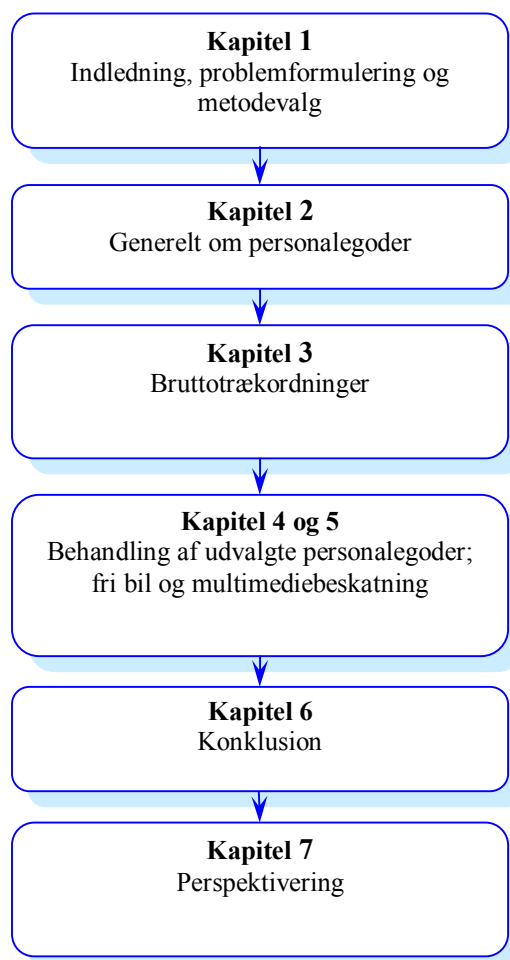 Kapitel 1
Indledning, problemformulering og
metodevalg
Kapitel 2
Generelt om personalegoder
Kapitel 3
Bruttotrækordninger
Kapitel 4 og 5
Behandling af udvalgte personalegoder;
fri bil og multimediebeskatning
Kapitel 6
Konklusion
Kapitel 7
Perspektivering